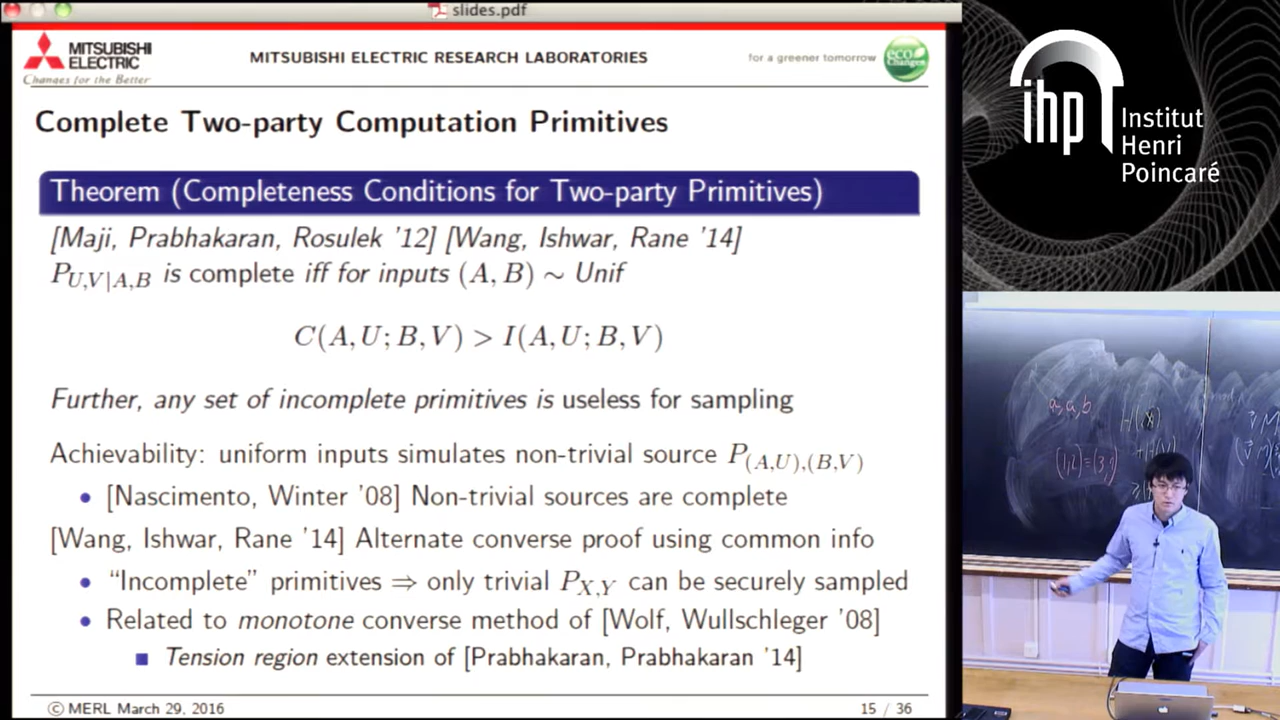 slides.pdf
MITSUBISHI ELECTRIC
Changes for the Better
MITSUBISHI ELECTRIC RESEARCH LABORATORIES
for a greener tomorrow
eco Changes
Complete Two-party Computation Primitives
Theorem (Completeness Conditions for Two-party Primitives)
[Maji, Prabhakaran, Rosulek '12] [Wang, Ishwar, Rane '14]
P_{U,V|A,B} is complete iff for inputs (A, B) ∼ Unif
C(A, U; B, V) > I(A, U; B, V)
Further, any set of incomplete primitives is useless for sampling
Achievability: uniform inputs simulates non-trivial source P_{(A,U),(B,V)}
• [Nascimento, Winter '08] Non-trivial sources are complete
[Wang, Ishwar, Rane '14] Alternate converse proof using common info
• "Incomplete" primitives ⇒ only trivial P_{X,Y} can be securely sampled
• Related to monotone converse method of [Wolf, Wullschleger '08]
■ Tension region extension of [Prabhakaran, Prabhakaran '14]
© MERL March 29, 2016
15 / 36
ihp
Institut
Henri
Poincaré